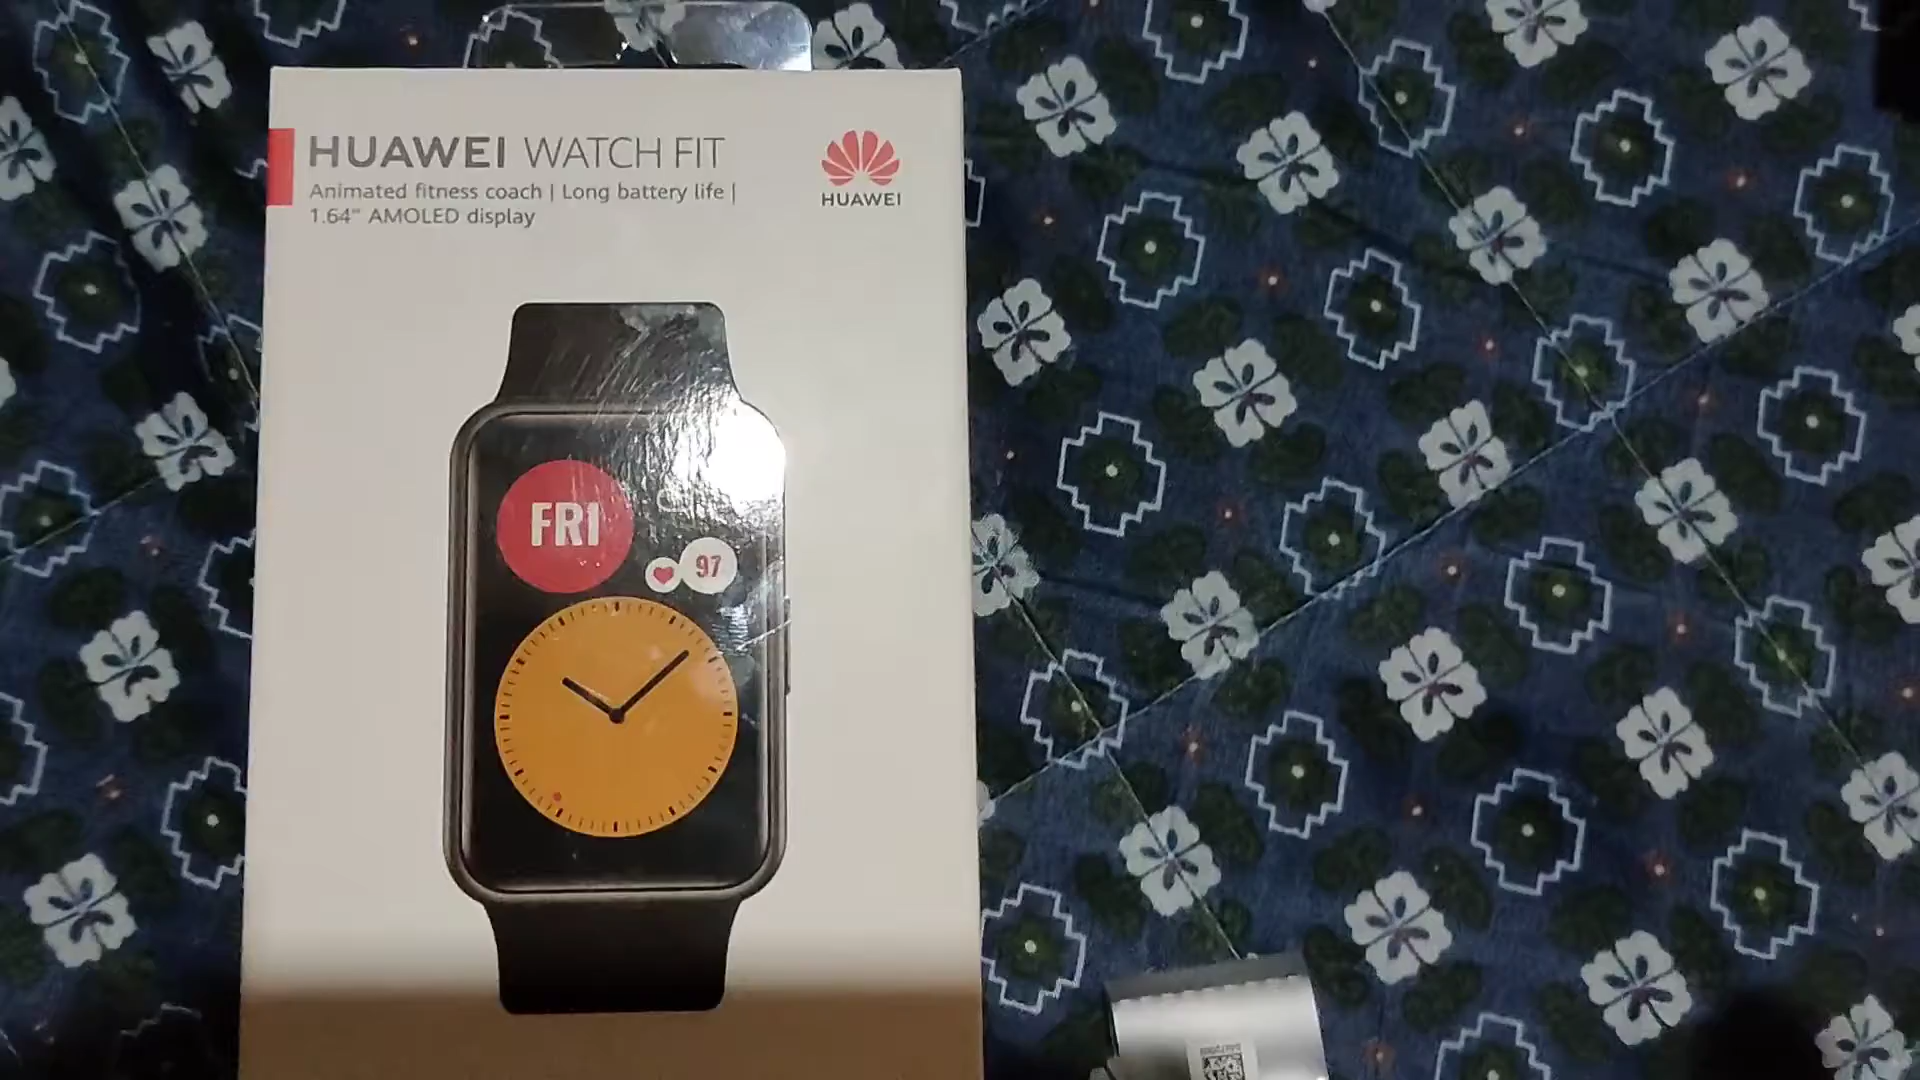 HUAWEI WATCH FIT
Animated fitness coach | Long battery life |
1.64" AMOLED display
HUAWEI
FRI
97